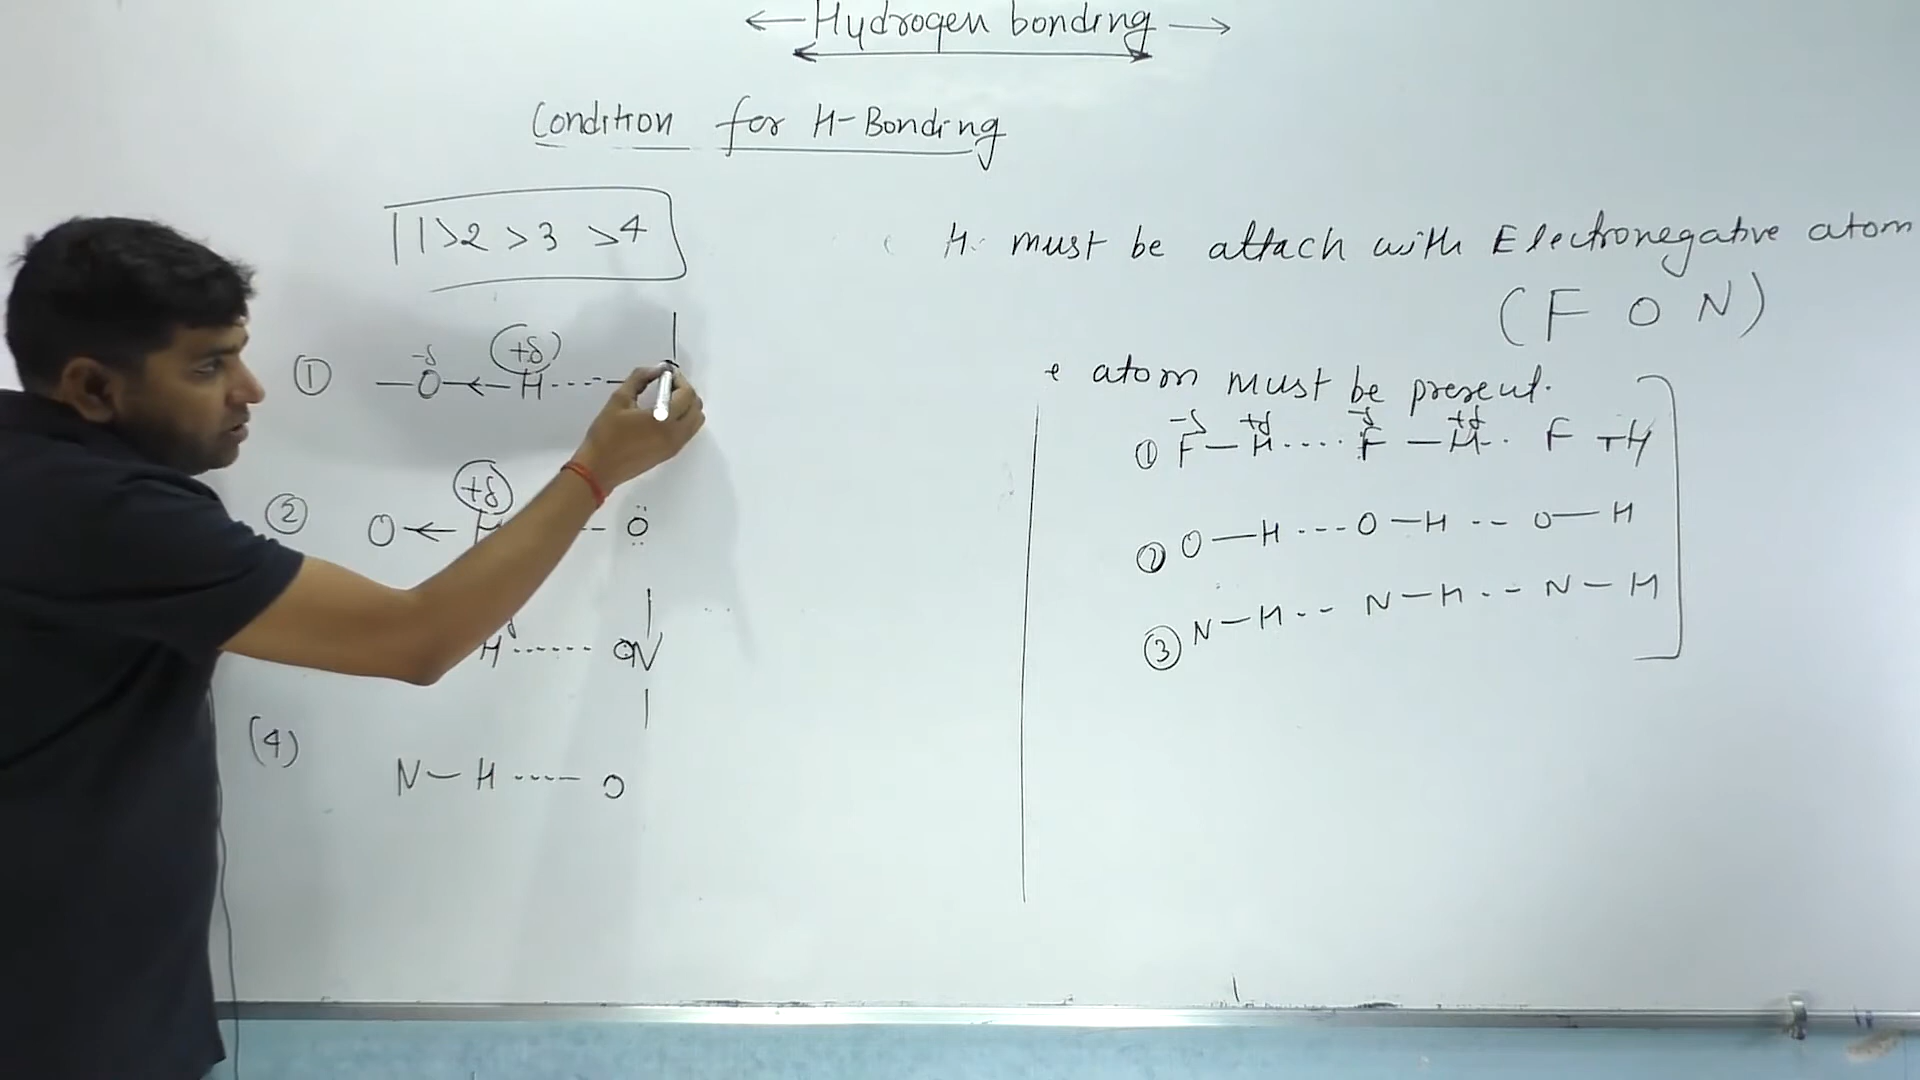 ← Hydrogen bonding →
Condition for H-Bonding
1>2>3>4
① -δ +δ
—O←H----
② +δ
O←H---O
H------N
(4)
N—H----O
H must be attach with Electronegative atom
(F O N)
atom must be present.
-δ +δ -δ +δ
① F—H····F—H-·F—H
② O—H---O—H--O—H
③ N—H--N—H--N—H